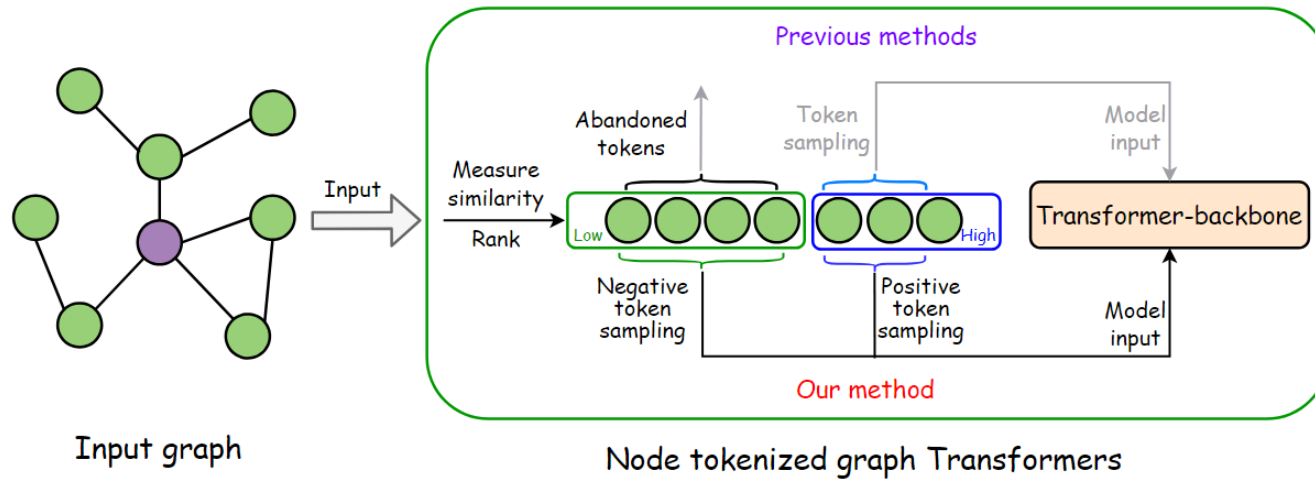 Previous methods
Abandoned
tokens
Token
sampling
Model
input
Input
Measure
similarity
Rank
Low
High
Transformer-backbone
Negative
token
sampling
Positive
token
sampling
Model
input
Our method
Input graph
Node tokenized graph Transformers